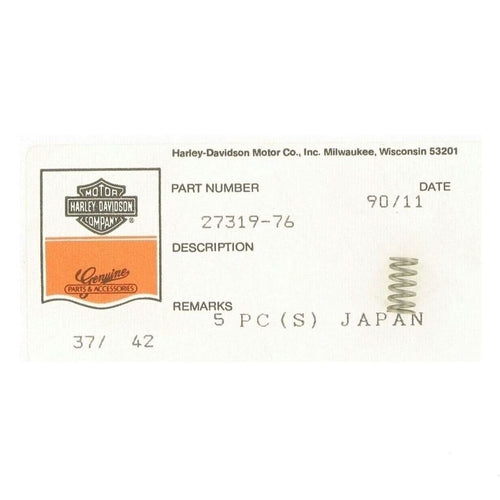 Harley-Davidson Motor Co., Inc. Milwaukee, Wisconsin 53201
MOTOR
HARLEY DAVIDSON
COMPANY ®
Genuine
PARTS & ACCESSORIES
PART NUMBER
DATE
27319-76
90/11
DESCRIPTION
REMARKS
5 PC(S) JAPAN
37/ 42